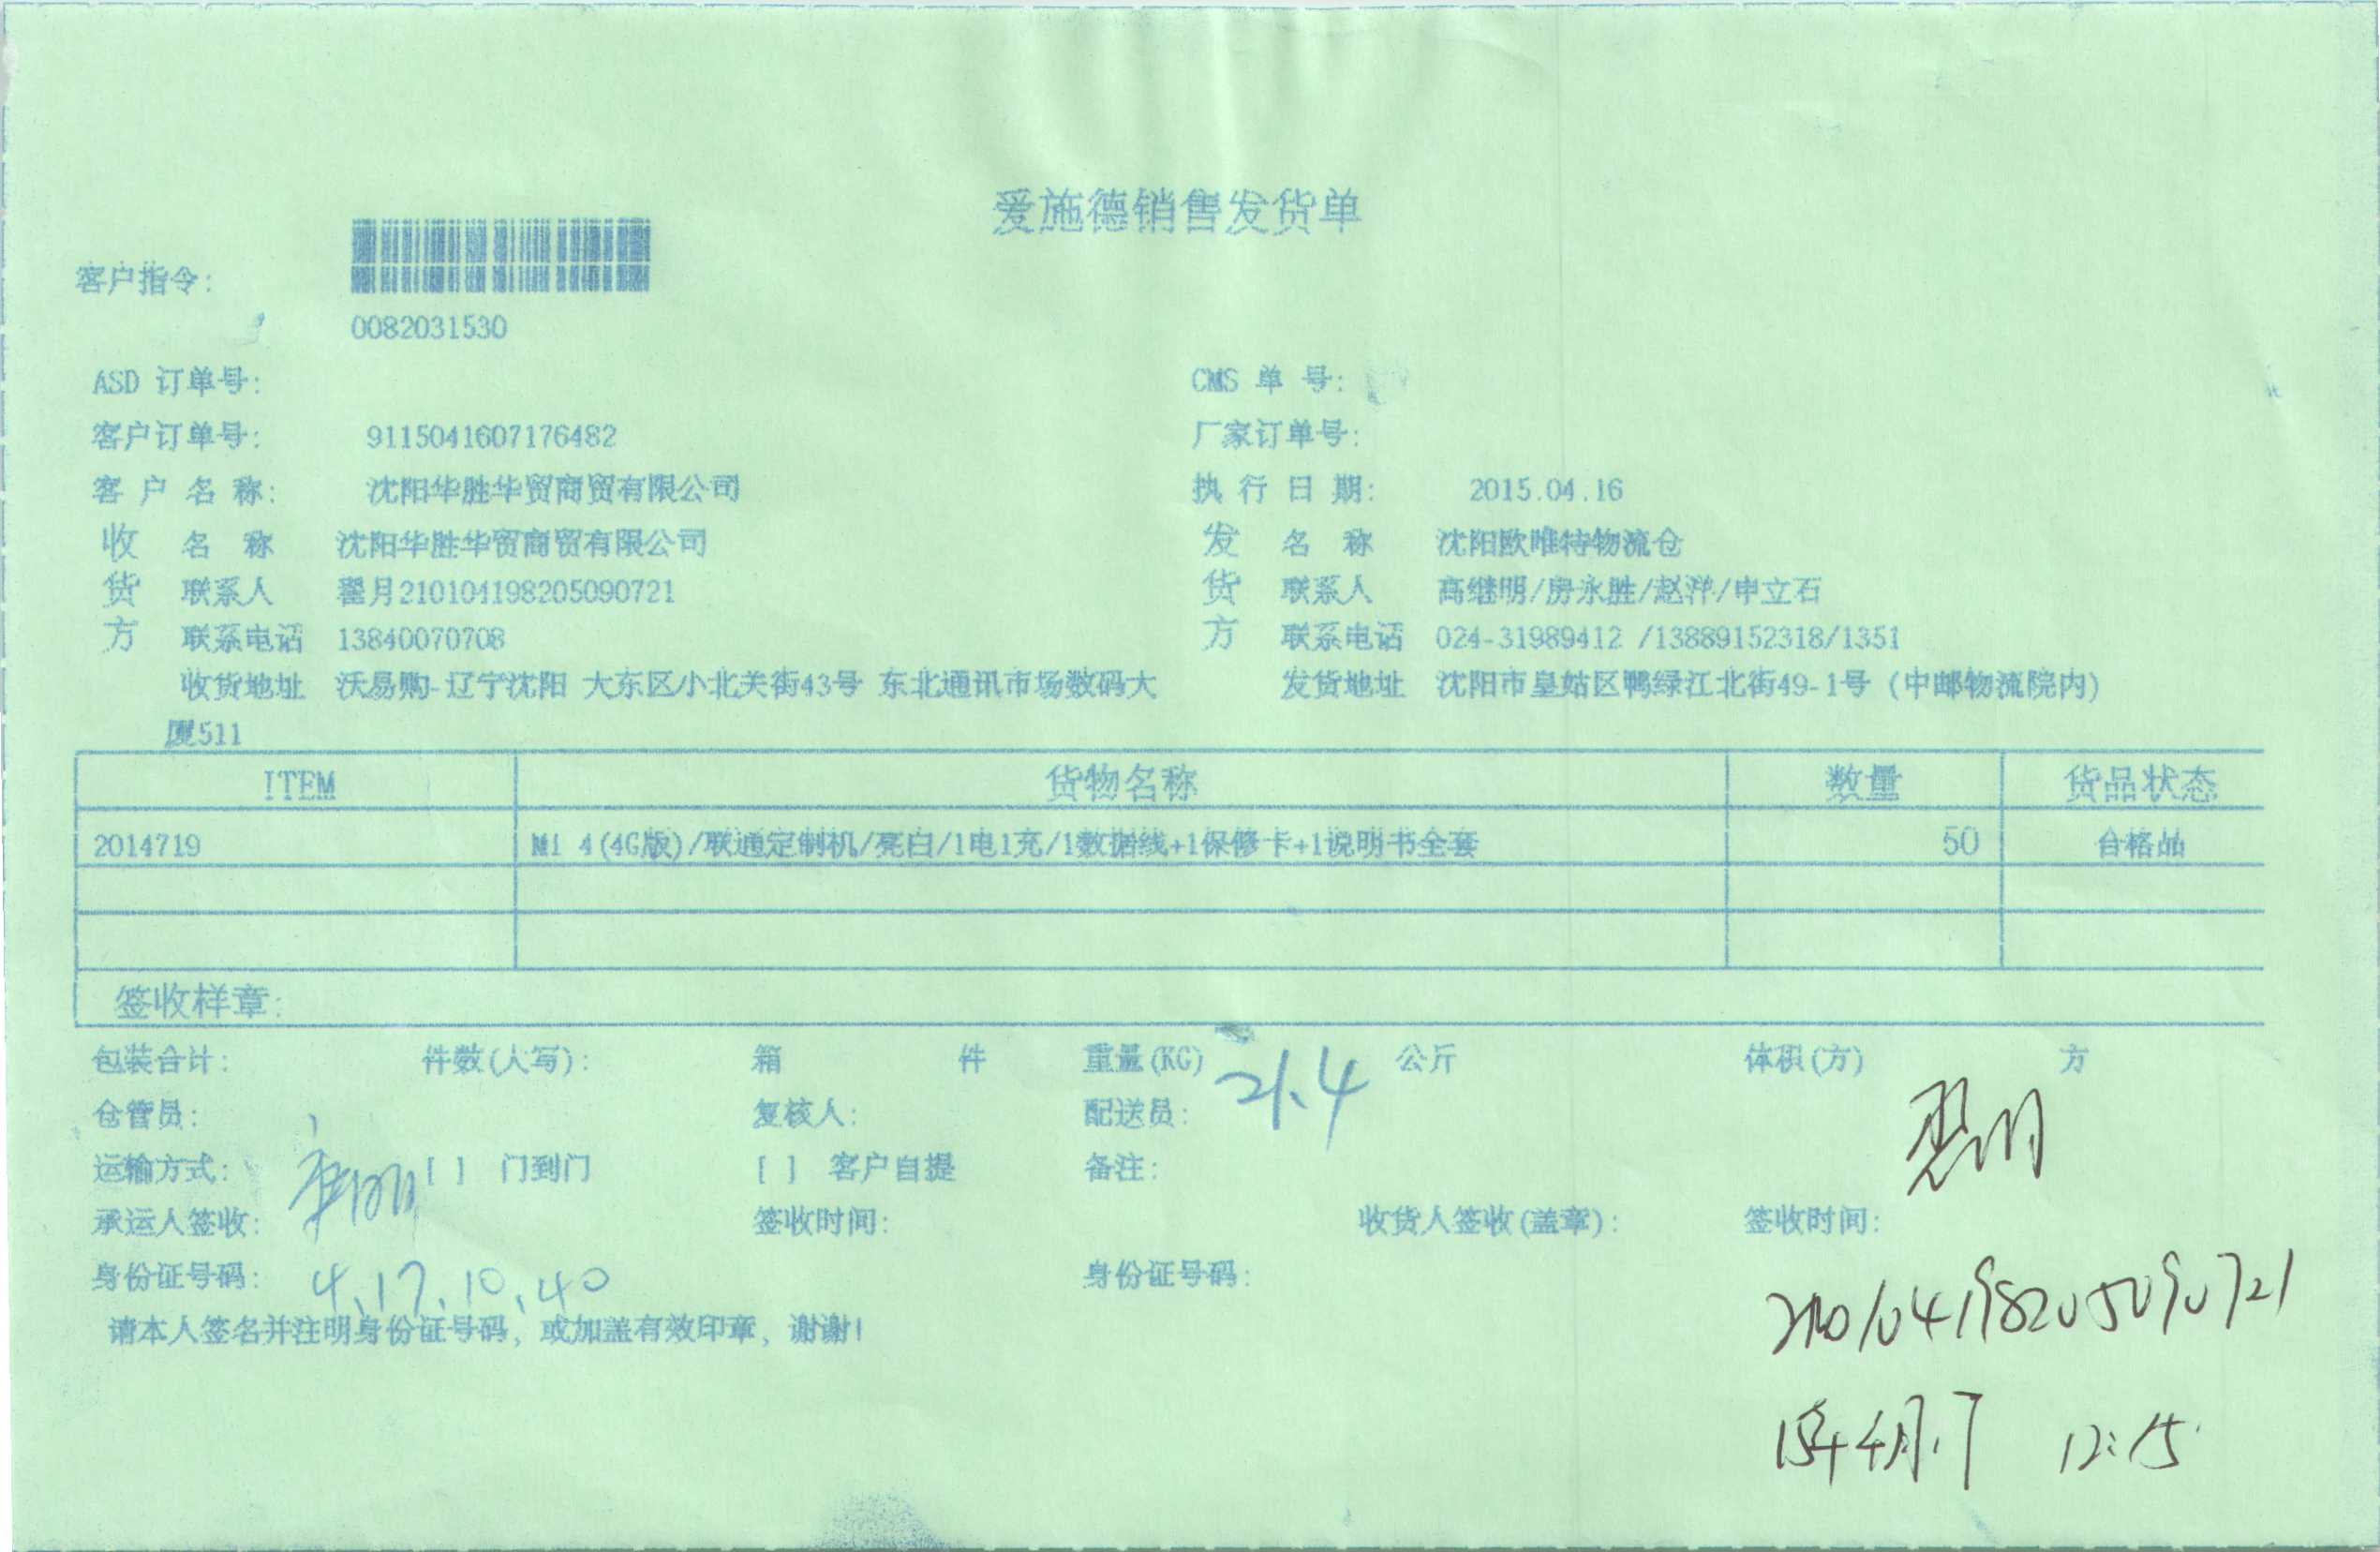 爱施德销售发货单
客户指令:
0082031530
ASD 订单号: CMS 单 号:
客户订单号: 9115041607176482 厂家订单号:
客 户 名 称: 沈阳华胜华贸商贸有限公司 执 行 日 期: 2015.04.16
收 名 称 沈阳华胜华贸商贸有限公司 发 名 称 沈阳欧唯特物流仓
货 联系人 翟月210104198205090721 货 联系人 高继明/房永胜/赵洋/申立石
方 联系电话 13840070708 方 联系电话 024-31989412 /13889152318/1351
收货地址 沃易购-辽宁沈阳 大东区小北关街43号 东北通讯市场数码大 发货地址 沈阳市皇姑区鸭绿江北街49-1号 (中邮物流院内)
厦511
ITEM 货物名称 数量 货品状态
2014719 MI 4(4G版)/联通定制机/亮白/1电1充/1数据线+1保修卡+1说明书全套 50 合格品
签收样章:
包装合计: 件数(大写): 箱 件 重量(KG) 21.4 公斤 体积(方) 方
仓管员: 复核人: 配送员:
运输方式: [ ] 门到门 [ ] 客户自提 备注:
承运人签收: 签收时间: 收货人签收(盖章): 签收时间:
身份证号码: 4.17.10.40 身份证号码:
210104198205090721
请本人签名并注明身份证号码, 或加盖有效印章, 谢谢!
15年4月17 12:15